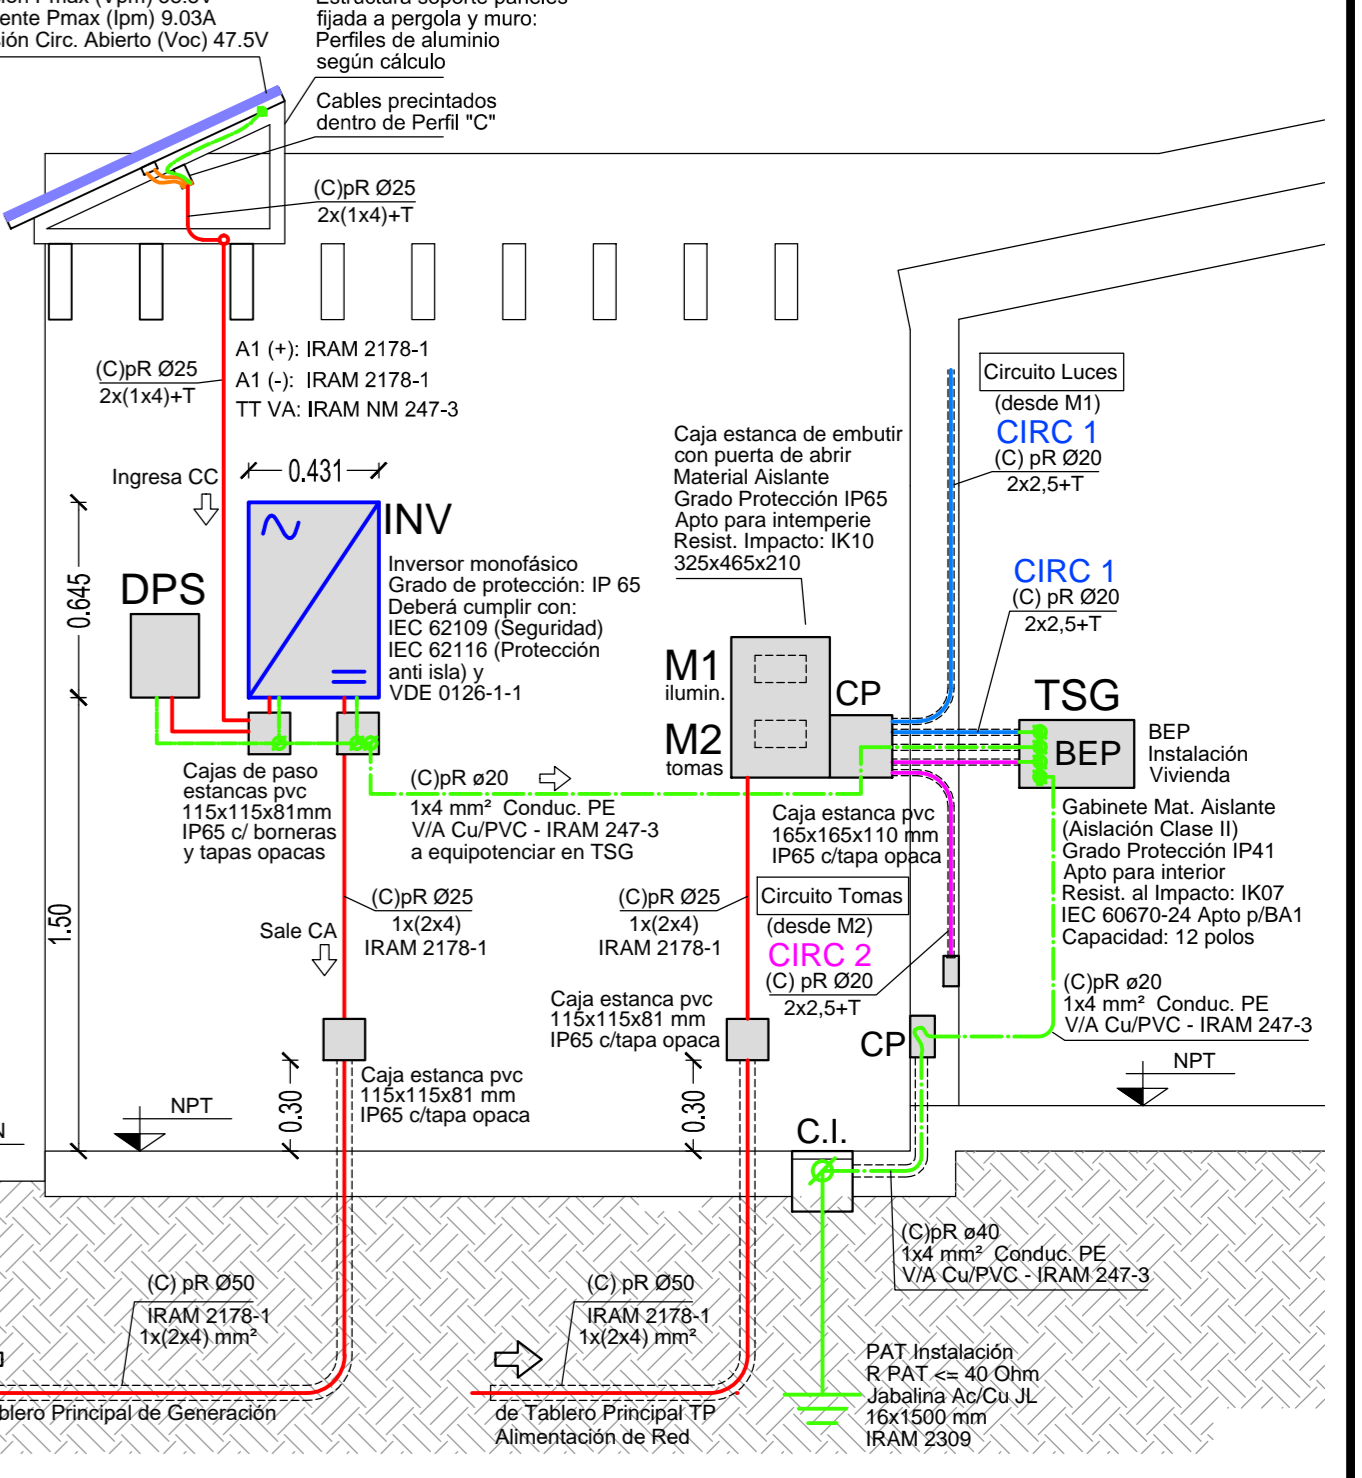 (Vpm)
ente Pmax (Ipm) 9.03A
sión Circ. Abierto (Voc) 47.5V
Estructura soporte paneles
fijada a pergola y muro:
Perfiles de aluminio
según cálculo
Cables precintados
dentro de Perfil "C"
(C)pR Ø25
2x(1x4)+T
(C)pR Ø25
2x(1x4)+T
A1 (+): IRAM 2178-1
A1 (-): IRAM 2178-1
TT VA: IRAM NM 247-3
Ingresa CC
0.431
0.645
1.50
INV
DPS
Inversor monofásico
Grado de protección: IP 65
Deberá cumplir con:
IEC 62109 (Seguridad)
IEC 62116 (Protección
anti isla) y
VDE 0126-1-1
Caja estanca de embutir
con puerta de abrir
Material Aislante
Grado Protección IP65
Apto para intemperie
Resist. Impacto: IK10
325x465x210
Circuito Luces
(desde M1)
CIRC 1
(C) pR Ø20
2x2,5+T
CIRC 1
(C) pR Ø20
2x2,5+T
M1
ilumin.
M2
tomas
CP
TSG
BEP
BEP
Instalación
Vivienda
Cajas de paso
estancas pvc
115x115x81mm
IP65 c/ borneras
y tapas opacas
(C)pR ø20
1x4 mm² Conduc. PE
V/A Cu/PVC - IRAM 247-3
a equipotenciar en TSG
Caja estanca pvc
165x165x110 mm
IP65 c/tapa opaca
Gabinete Mat. Aislante
(Aislación Clase II)
Grado Protección IP41
Apto para interior
Resist. al Impacto: IK07
IEC 60670-24 Apto p/BA1
Capacidad: 12 polos
(C)pR Ø25
1x(2x4)
IRAM 2178-1
Sale CA
(C)pR Ø25
1x(2x4)
IRAM 2178-1
Circuito Tomas
(desde M2)
CIRC 2
(C) pR Ø20
2x2,5+T
Caja estanca pvc
115x115x81 mm
IP65 c/tapa opaca
(C)pR ø20
1x4 mm² Conduc. PE
V/A Cu/PVC - IRAM 247-3
CP
Caja estanca pvc
115x115x81 mm
IP65 c/tapa opaca
0.30
0.30
NPT
NPT
C.I.
(C)pR ø40
1x4 mm² Conduc. PE
V/A Cu/PVC - IRAM 247-3
(C) pR Ø50
IRAM 2178-1
1x(2x4) mm²
(C) pR Ø50
IRAM 2178-1
1x(2x4) mm²
ablero Principal de Generación
de Tablero Principal TP
Alimentación de Red
PAT Instalación
R PAT <= 40 Ohm
Jabalina Ac/Cu JL
16x1500 mm
IRAM 2309